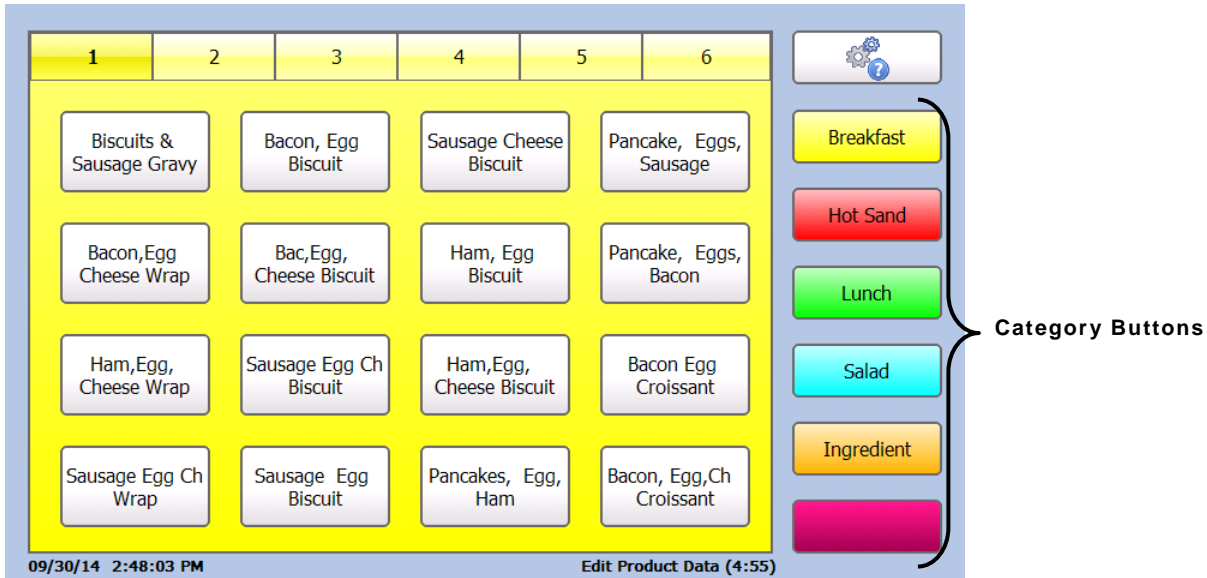 1 2 3 4 5 6
?
Biscuits &
Sausage Gravy
Bacon, Egg
Biscuit
Sausage Cheese
Biscuit
Pancake, Eggs,
Sausage
Bacon,Egg
Cheese Wrap
Bac,Egg,
Cheese Biscuit
Ham, Egg
Biscuit
Pancake, Eggs,
Bacon
Ham,Egg,
Cheese Wrap
Sausage Egg Ch
Biscuit
Ham,Egg,
Cheese Biscuit
Bacon Egg
Croissant
Sausage Egg Ch
Wrap
Sausage Egg
Biscuit
Pancakes, Egg,
Ham
Bacon, Egg,Ch
Croissant
Breakfast
Hot Sand
Lunch
Salad
Ingredient
Category Buttons
09/30/14 2:48:03 PM
Edit Product Data (4:55)